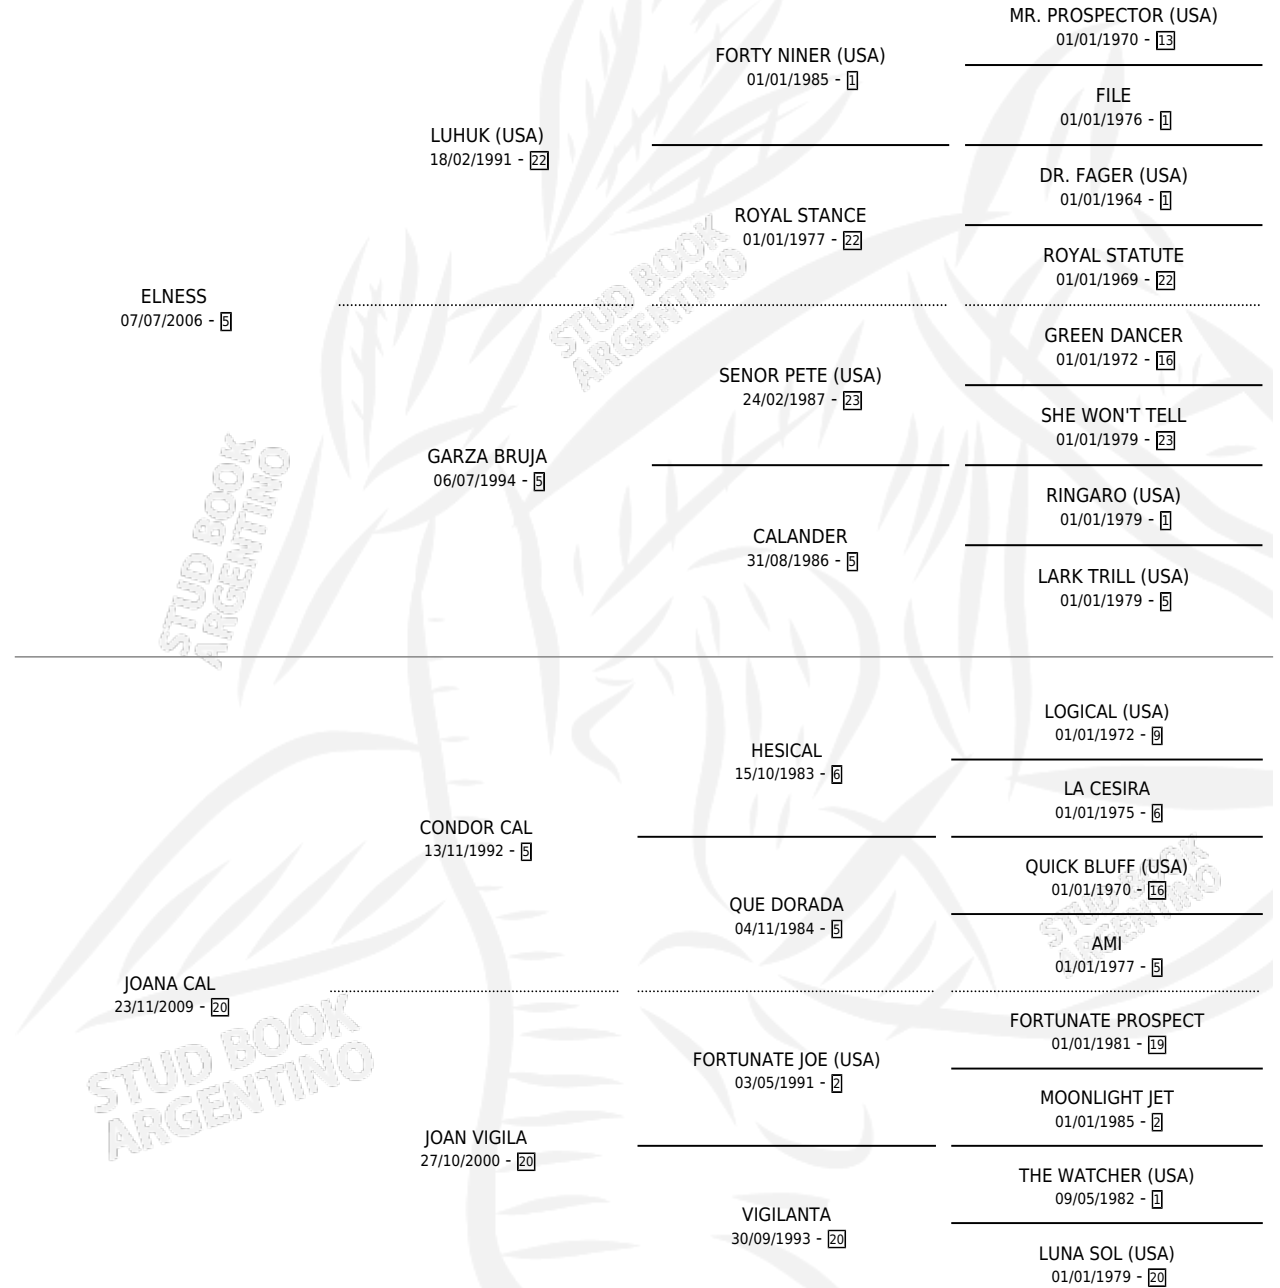 MR. PROSPECTOR (USA)
01/01/1970 - 13
FORTY NINER (USA)
01/01/1985 - 1
FILE
01/01/1976 - 1
LUHUK (USA)
18/02/1991 - 22
DR. FAGER (USA)
01/01/1964 - 1
ROYAL STANCE
01/01/1977 - 22
ROYAL STATUTE
01/01/1969 - 22
ELNESS
07/07/2006 - 5
STUD BOOK
ARGENTINO
GREEN DANCER
01/01/1972 - 16
SENOR PETE (USA)
24/02/1987 - 23
SHE WON'T TELL
01/01/1979 - 23
GARZA BRUJA
06/07/1994 - 5
RINGARO (USA)
01/01/1979 - 1
CALANDER
31/08/1986 - 5
LARK TRILL (USA)
01/01/1979 - 5
STUD BOOK
ARGENTINO
LOGICAL (USA)
01/01/1972 - 9
HESICAL
15/10/1983 - 6
LA CESIRA
01/01/1975 - 6
CONDOR CAL
13/11/1992 - 5
QUICK BLUFF (USA)
01/01/1970 - 16
QUE DORADA
04/11/1984 - 5
AMI
01/01/1977 - 5
STUD BOOK
ARGENTINO
JOANA CAL
23/11/2009 - 20
FORTUNATE PROSPECT
01/01/1981 - 19
FORTUNATE JOE (USA)
03/05/1991 - 2
MOONLIGHT JET
01/01/1985 - 2
STUD BOOK
ARGENTINO
JOAN VIGILA
27/10/2000 - 20
THE WATCHER (USA)
09/05/1982 - 1
VIGILANTA
30/09/1993 - 20
LUNA SOL (USA)
01/01/1979 - 20